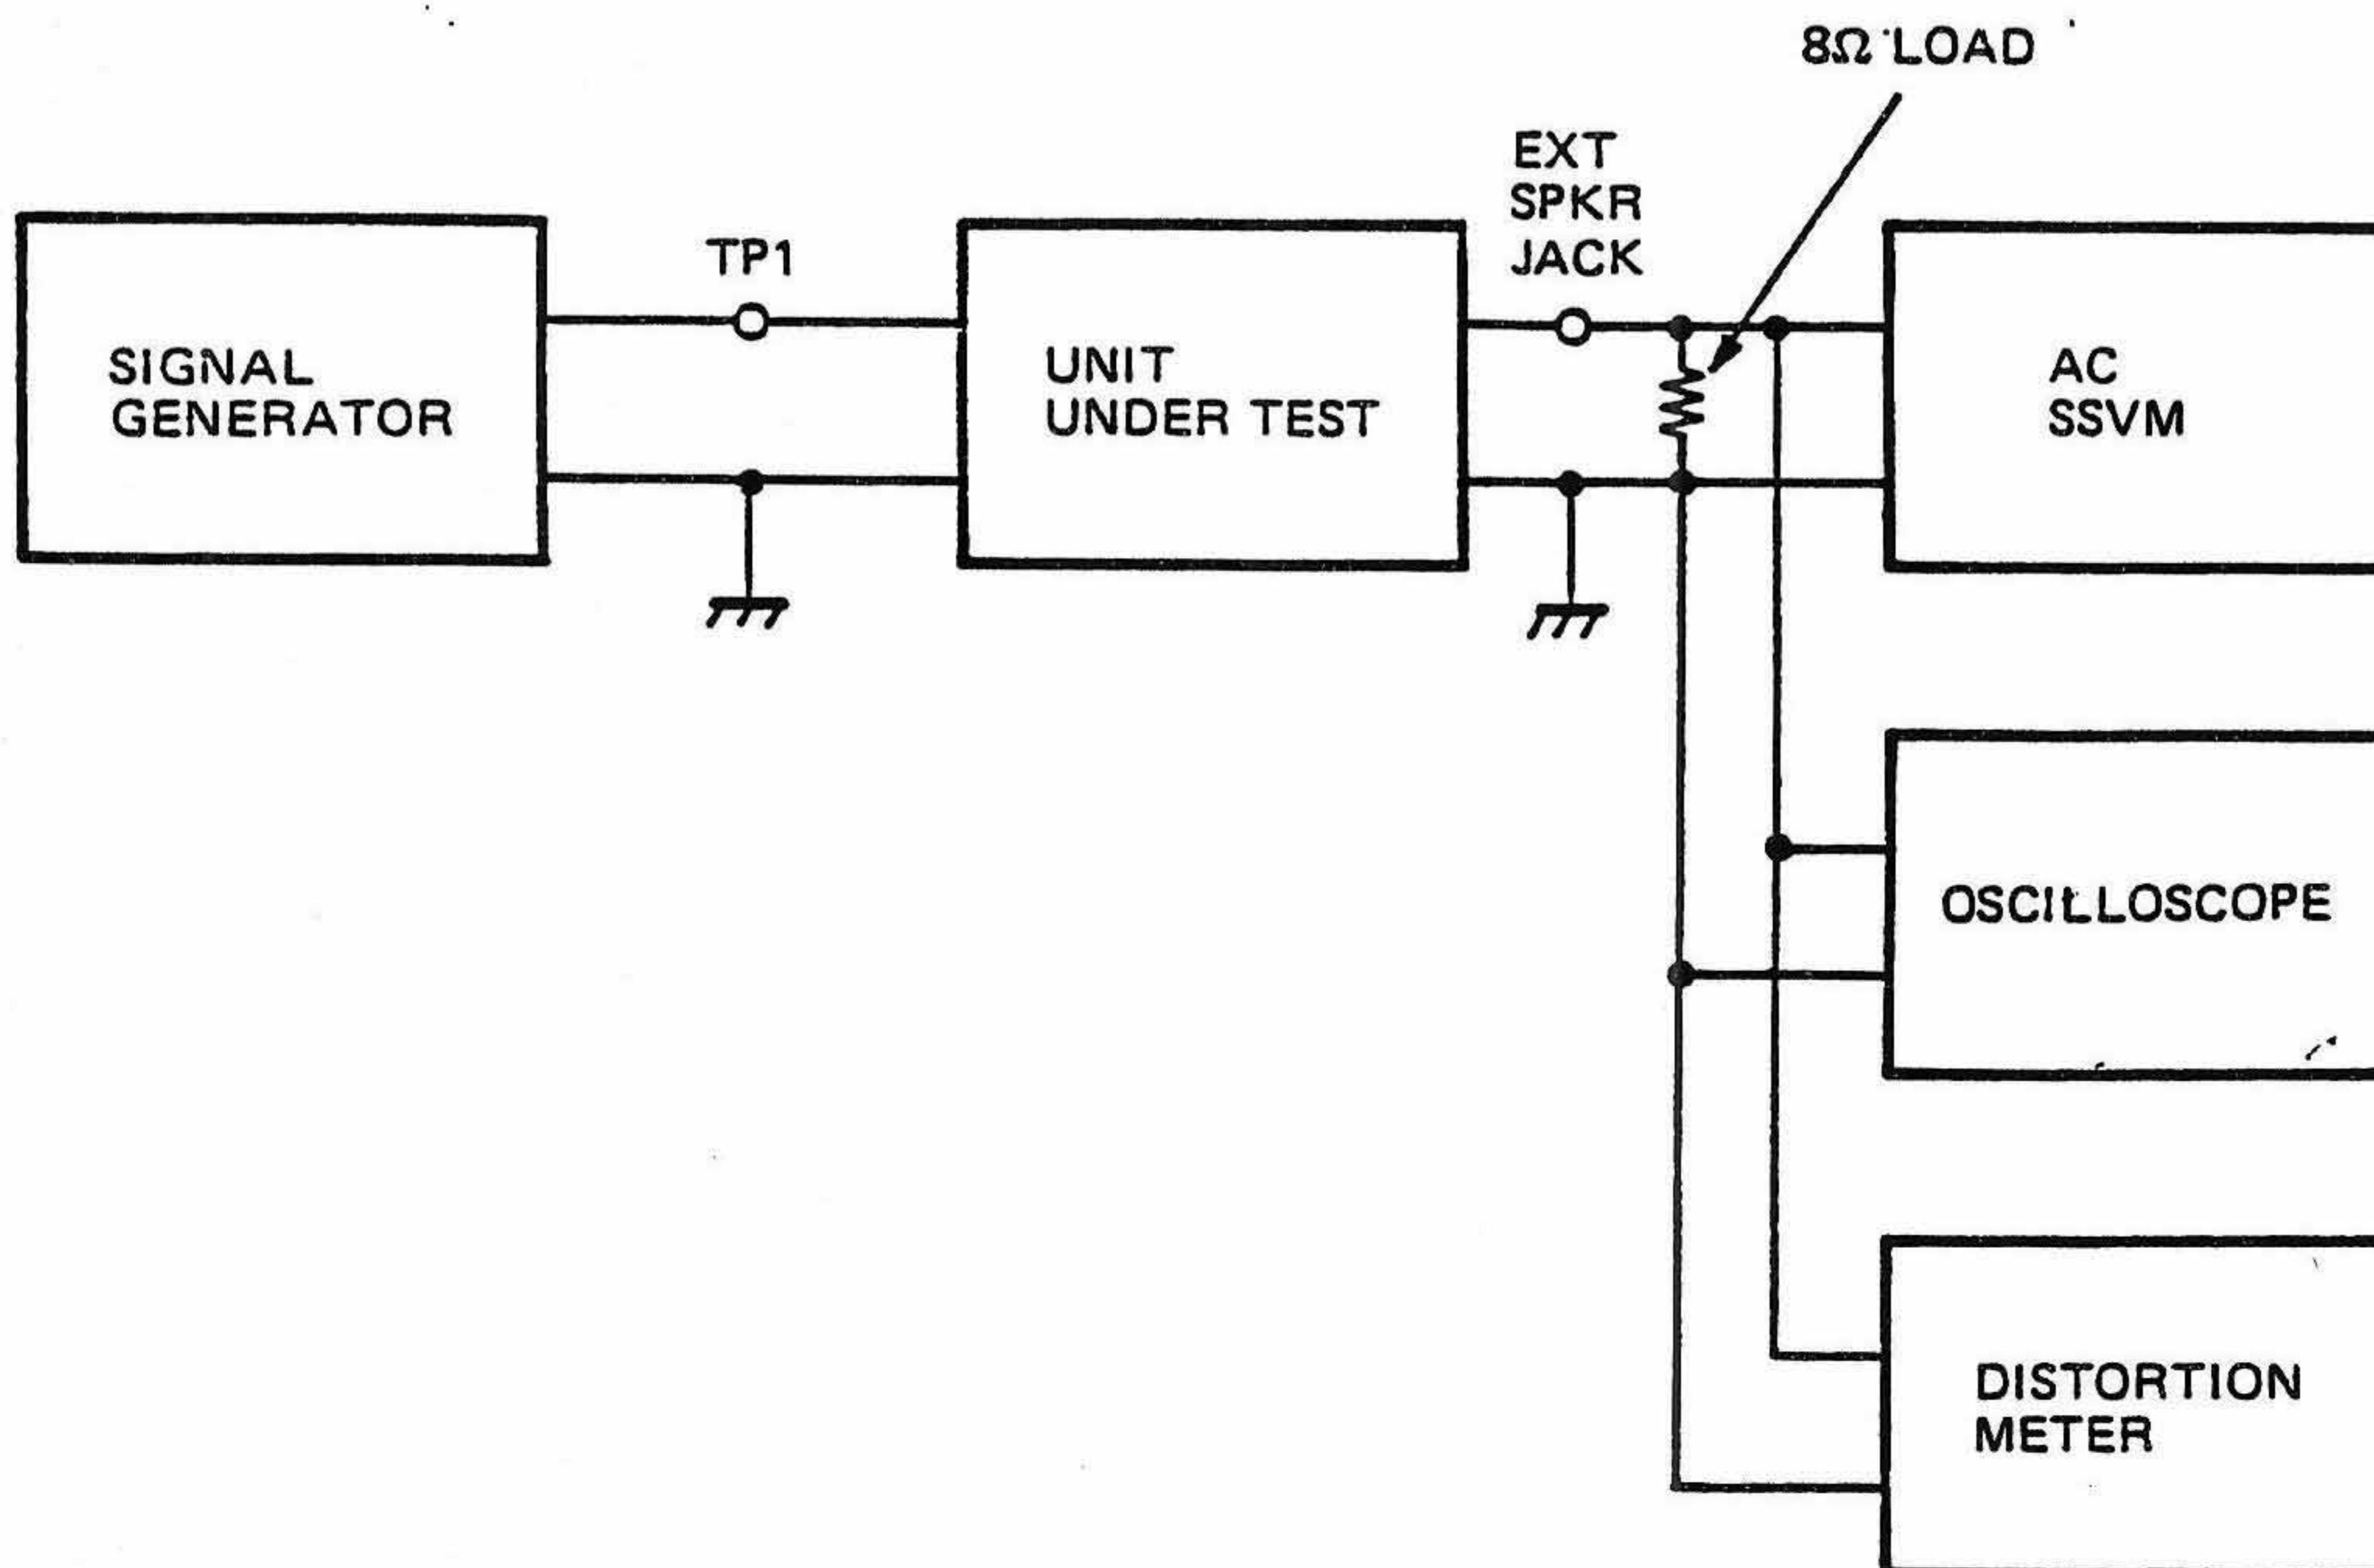 8Ω LOAD
EXT
SPKR
JACK
TP1
SIGNAL
GENERATOR
UNIT
UNDER TEST
AC
SSVM
OSCILLOSCOPE
DISTORTION
METER